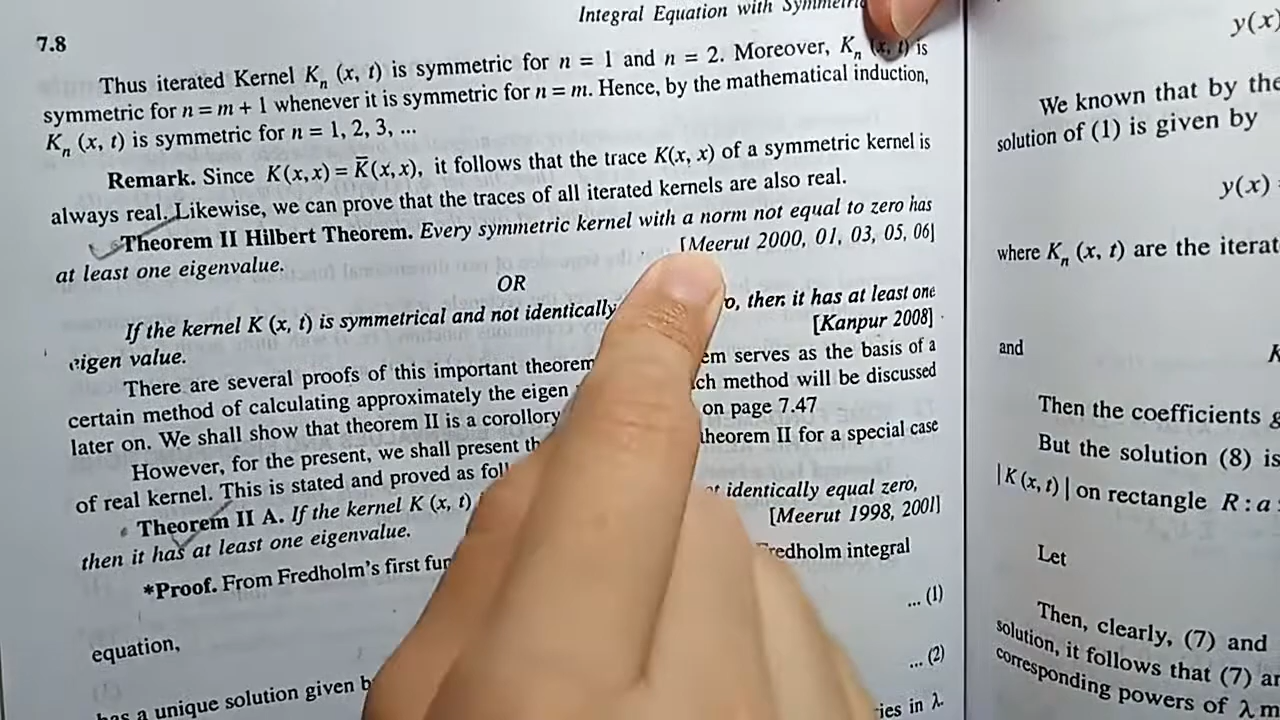 Integral Equation with Symmetric
7.8
Thus iterated Kernel Kₙ (x, t) is symmetric for n = 1 and n = 2. Moreover, Kₙ (x, t) is
symmetric for n = m + 1 whenever it is symmetric for n = m. Hence, by the mathematical induction,
Kₙ (x, t) is symmetric for n = 1, 2, 3, ...
Remark. Since K(x,x) = K̅(x,x), it follows that the trace K(x, x) of a symmetric kernel is
always real. Likewise, we can prove that the traces of all iterated kernels are also real.
Theorem II Hilbert Theorem. Every symmetric kernel with a norm not equal to zero has
at least one eigenvalue. [Meerut 2000, 01, 03, 05, 06]
OR
If the kernel K (x, t) is symmetrical and not identically o, then it has at least one
eigen value. [Kanpur 2008]
There are several proofs of this important theorem em serves as the basis of a
certain method of calculating approximately the eigen ch method will be discussed
later on. We shall show that theorem II is a corollory on page 7.47
However, for the present, we shall present th theorem II for a special case
of real kernel. This is stated and proved as foll
Theorem II A. If the kernel K (x, t) identically equal zero,
then it has at least one eigenvalue. [Meerut 1998, 2001]
*Proof. From Fredholm's first fun Fredholm integral
equation, ... (1)
has a unique solution given b ... (2)
ries in λ.
y(x)
We known that by the
solution of (1) is given by
y(x)
where Kₙ (x, t) are the iterat
and K
Then the coefficients g
But the solution (8) is
|K (x, t) | on rectangle R : a
Let
Then, clearly, (7) and
solution, it follows that (7) ar
corresponding powers of λ m